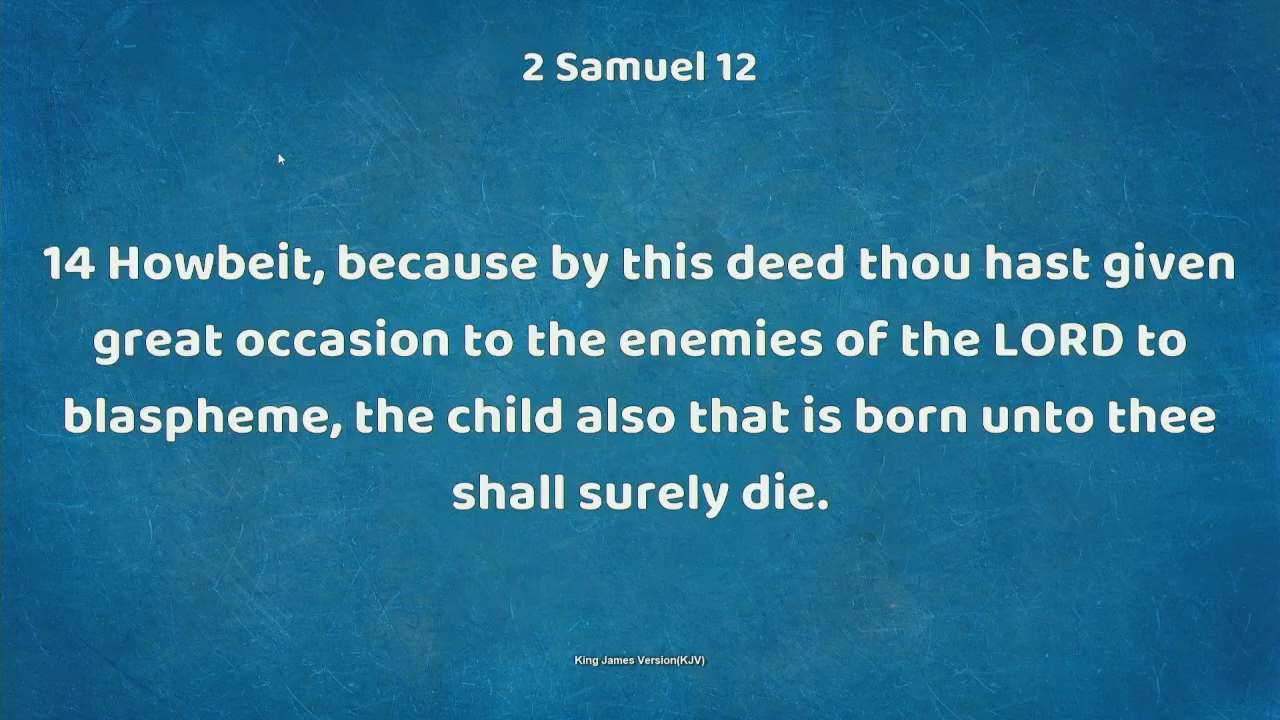 2 Samuel 12
14 Howbeit, because by this deed thou hast given
great occasion to the enemies of the LORD to
blaspheme, the child also that is born unto thee
shall surely die.
King James Version(KJV)